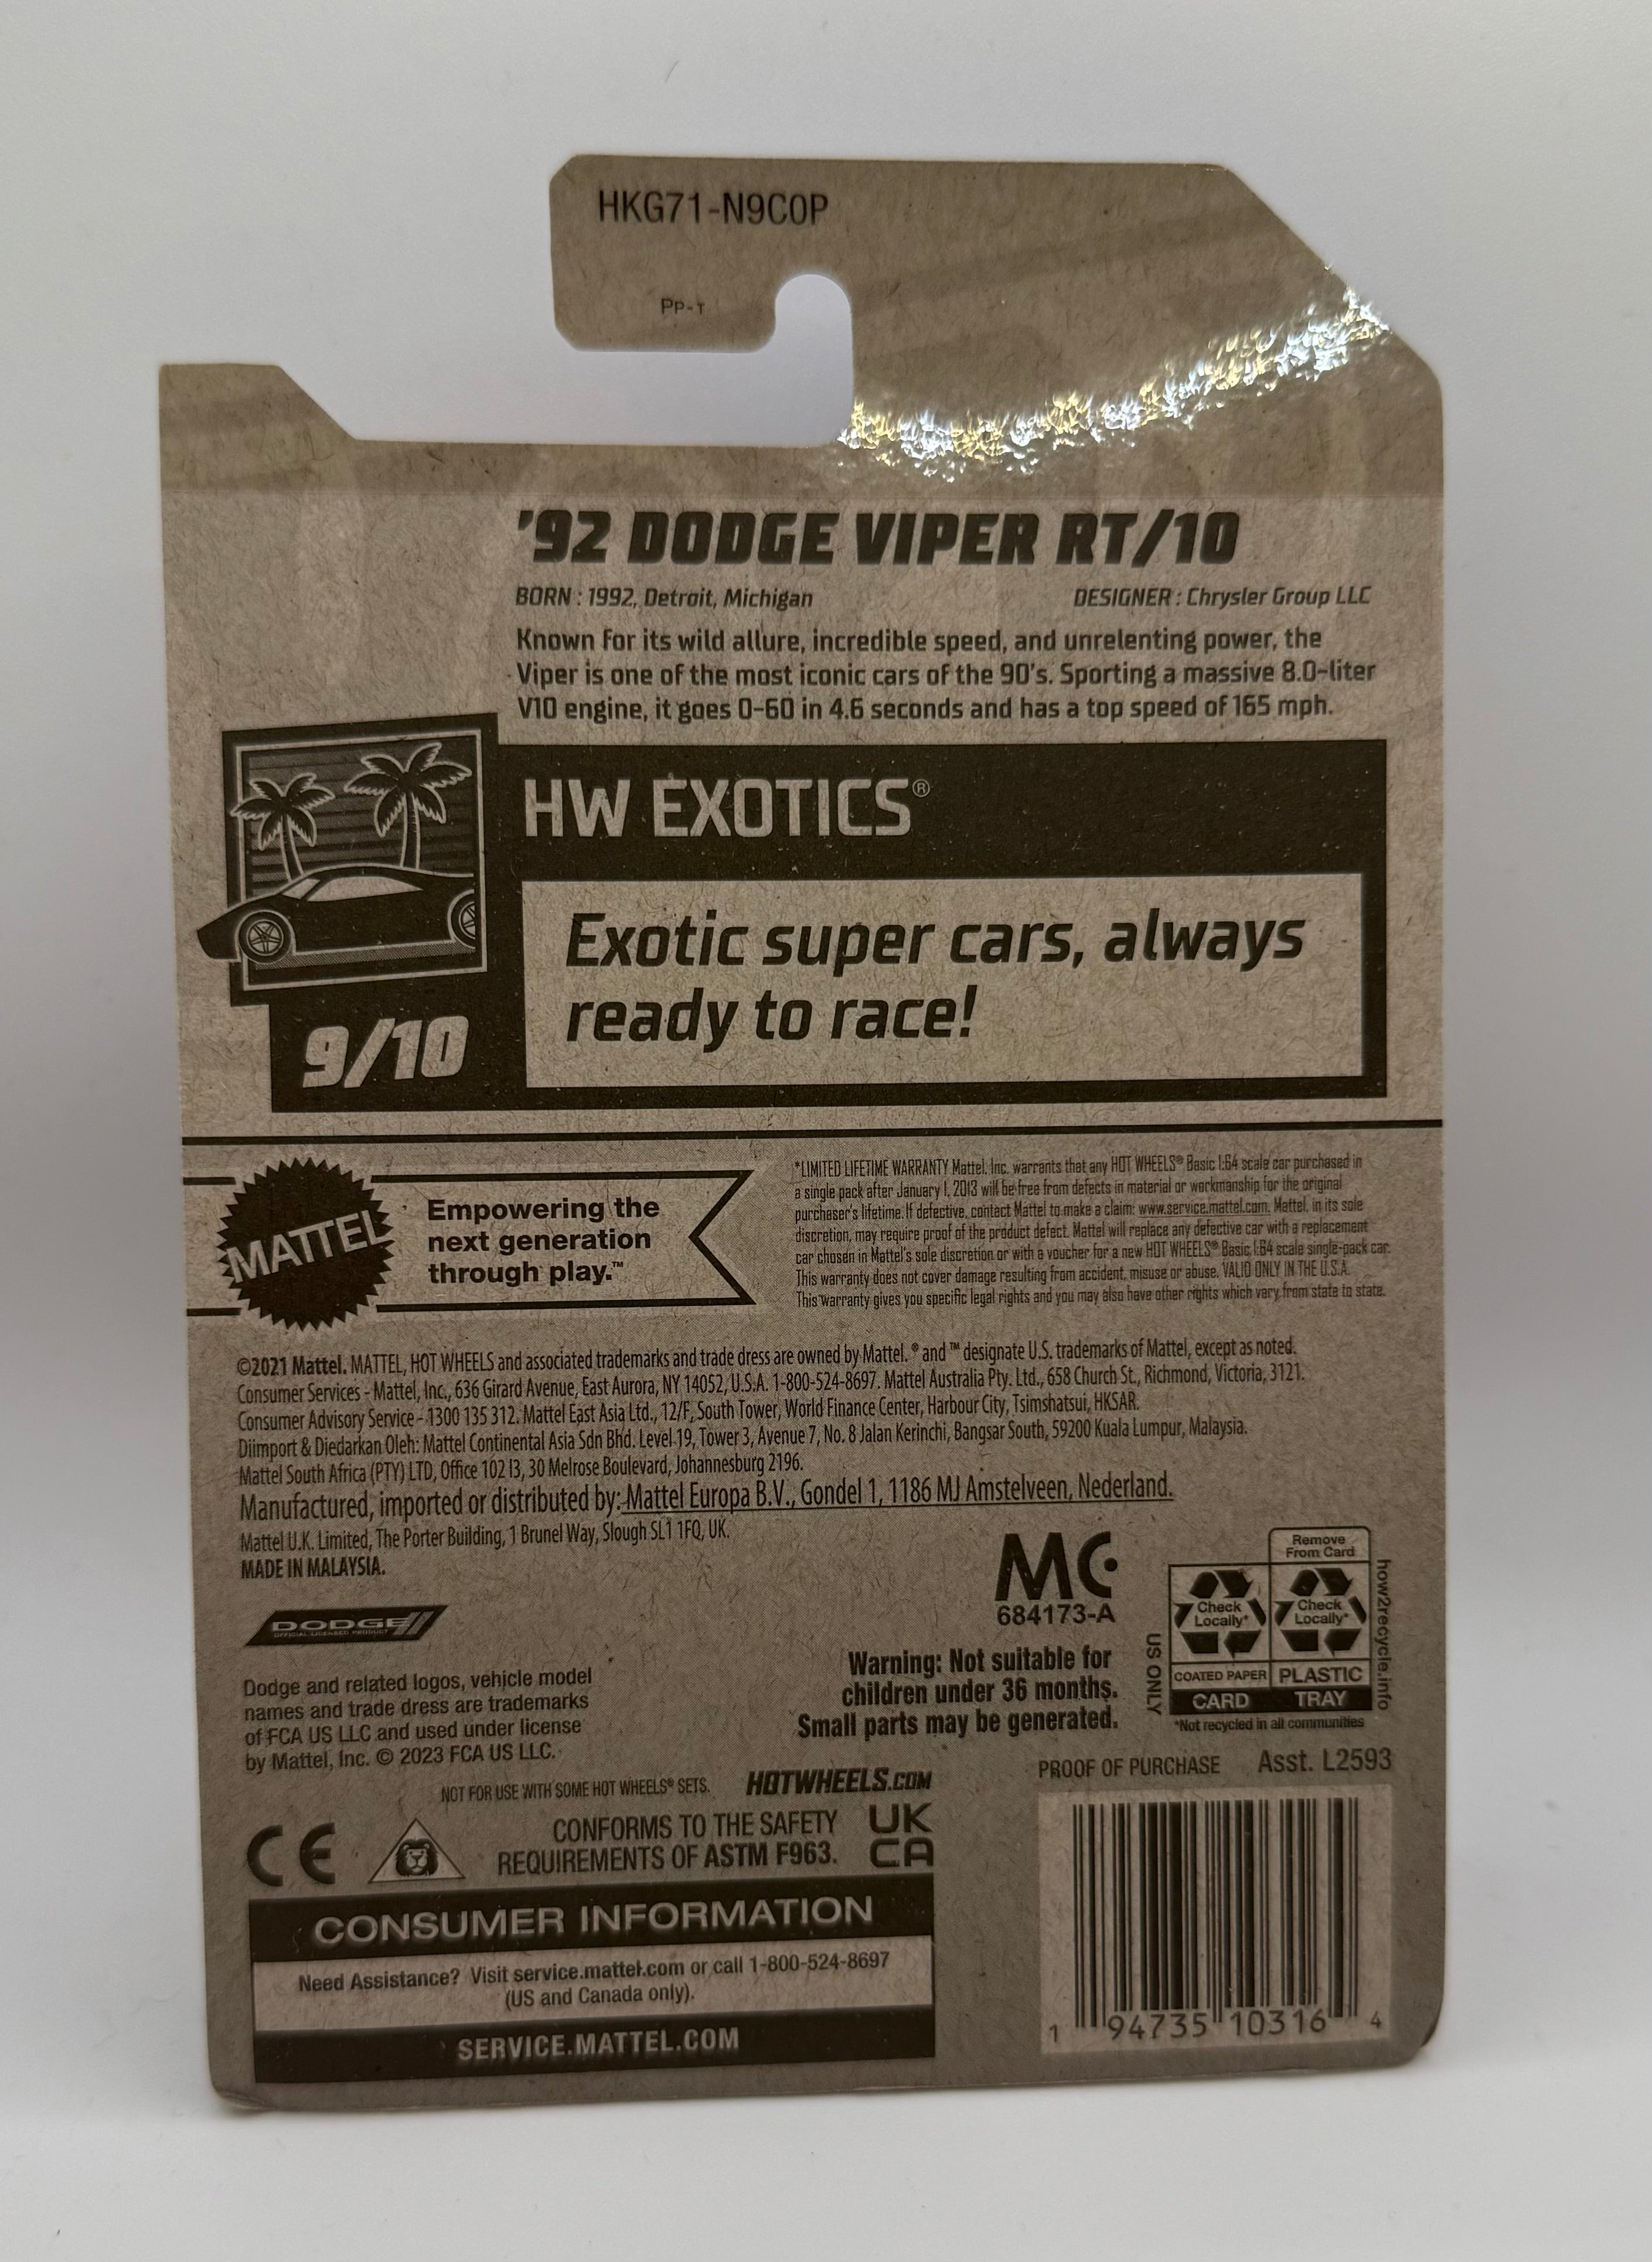 HKG71-N9C0P
PP-T
'92 DODGE VIPER RT/10
BORN : 1992, Detroit, Michigan
DESIGNER : Chrysler Group LLC
Known for its wild allure, incredible speed, and unrelenting power, the
Viper is one of the most iconic cars of the 90's. Sporting a massive 8.0-liter
V10 engine, it goes 0-60 in 4.6 seconds and has a top speed of 165 mph.
HW EXOTICS®
Exotic super cars, always
ready to race!
9/10
MATTEL
Empowering the
next generation
through play.™
*LIMITED LIFETIME WARRANTY Mattel, Inc. warrants that any HOT WHEELS® Basic 1:64 scale car purchased in
a single pack after January 1, 2013 will be free from defects in material or workmanship for the original
purchaser's lifetime. If defective, contact Mattel to make a claim: www.service.mattel.com. Mattel, in its sole
discretion, may require proof of the product defect. Mattel will replace any defective car with a replacement
car chosen in Mattel's sole discretion or with a voucher for a new HOT WHEELS® Basic 1:64 scale single-pack car.
This warranty does not cover damage resulting from accident, misuse or abuse. VALID ONLY IN THE U.S.A.
This warranty gives you specific legal rights and you may also have other rights which vary from state to state.
©2021 Mattel. MATTEL, HOT WHEELS and associated trademarks and trade dress are owned by Mattel. ® and ™ designate U.S. trademarks of Mattel, except as noted.
Consumer Services - Mattel, Inc., 636 Girard Avenue, East Aurora, NY 14052, U.S.A. 1-800-524-8697. Mattel Australia Pty. Ltd., 658 Church St., Richmond, Victoria, 3121.
Consumer Advisory Service - 1300 135 312. Mattel East Asia Ltd., 12/F, South Tower, World Finance Center, Harbour City, Tsimshatsui, HKSAR.
Diimport & Diedarkan Oleh: Mattel Continental Asia Sdn Bhd. Level 19, Tower 3, Avenue 7, No. 8 Jalan Kerinchi, Bangsar South, 59200 Kuala Lumpur, Malaysia.
Mattel South Africa (PTY) LTD, Office 102 I3, 30 Melrose Boulevard, Johannesburg 2196.
Manufactured, imported or distributed by: Mattel Europa B.V., Gondel 1, 1186 MJ Amstelveen, Nederland.
Mattel U.K. Limited, The Porter Building, 1 Brunel Way, Slough SL1 1FQ, UK.
MADE IN MALAYSIA.
DODGE
OFFICIAL LICENSED PRODUCT
Dodge and related logos, vehicle model
names and trade dress are trademarks
of FCA US LLC and used under license
by Mattel, Inc. © 2023 FCA US LLC.
MC
684173-A
Warning: Not suitable for
children under 36 months.
Small parts may be generated.
Remove
From Card
Check
Locally*
Check
Locally*
COATED PAPER
PLASTIC
CARD
TRAY
*Not recycled in all communities
US ONLY
how2recycle.info
NOT FOR USE WITH SOME HOT WHEELS® SETS.
HOTWHEELS.COM
PROOF OF PURCHASE
Asst. L2593
CE
CONFORMS TO THE SAFETY
REQUIREMENTS OF ASTM F963.
UK
CA
CONSUMER INFORMATION
Need Assistance? Visit service.mattel.com or call 1-800-524-8697
(US and Canada only).
SERVICE.MATTEL.COM
1 94735 10316 4